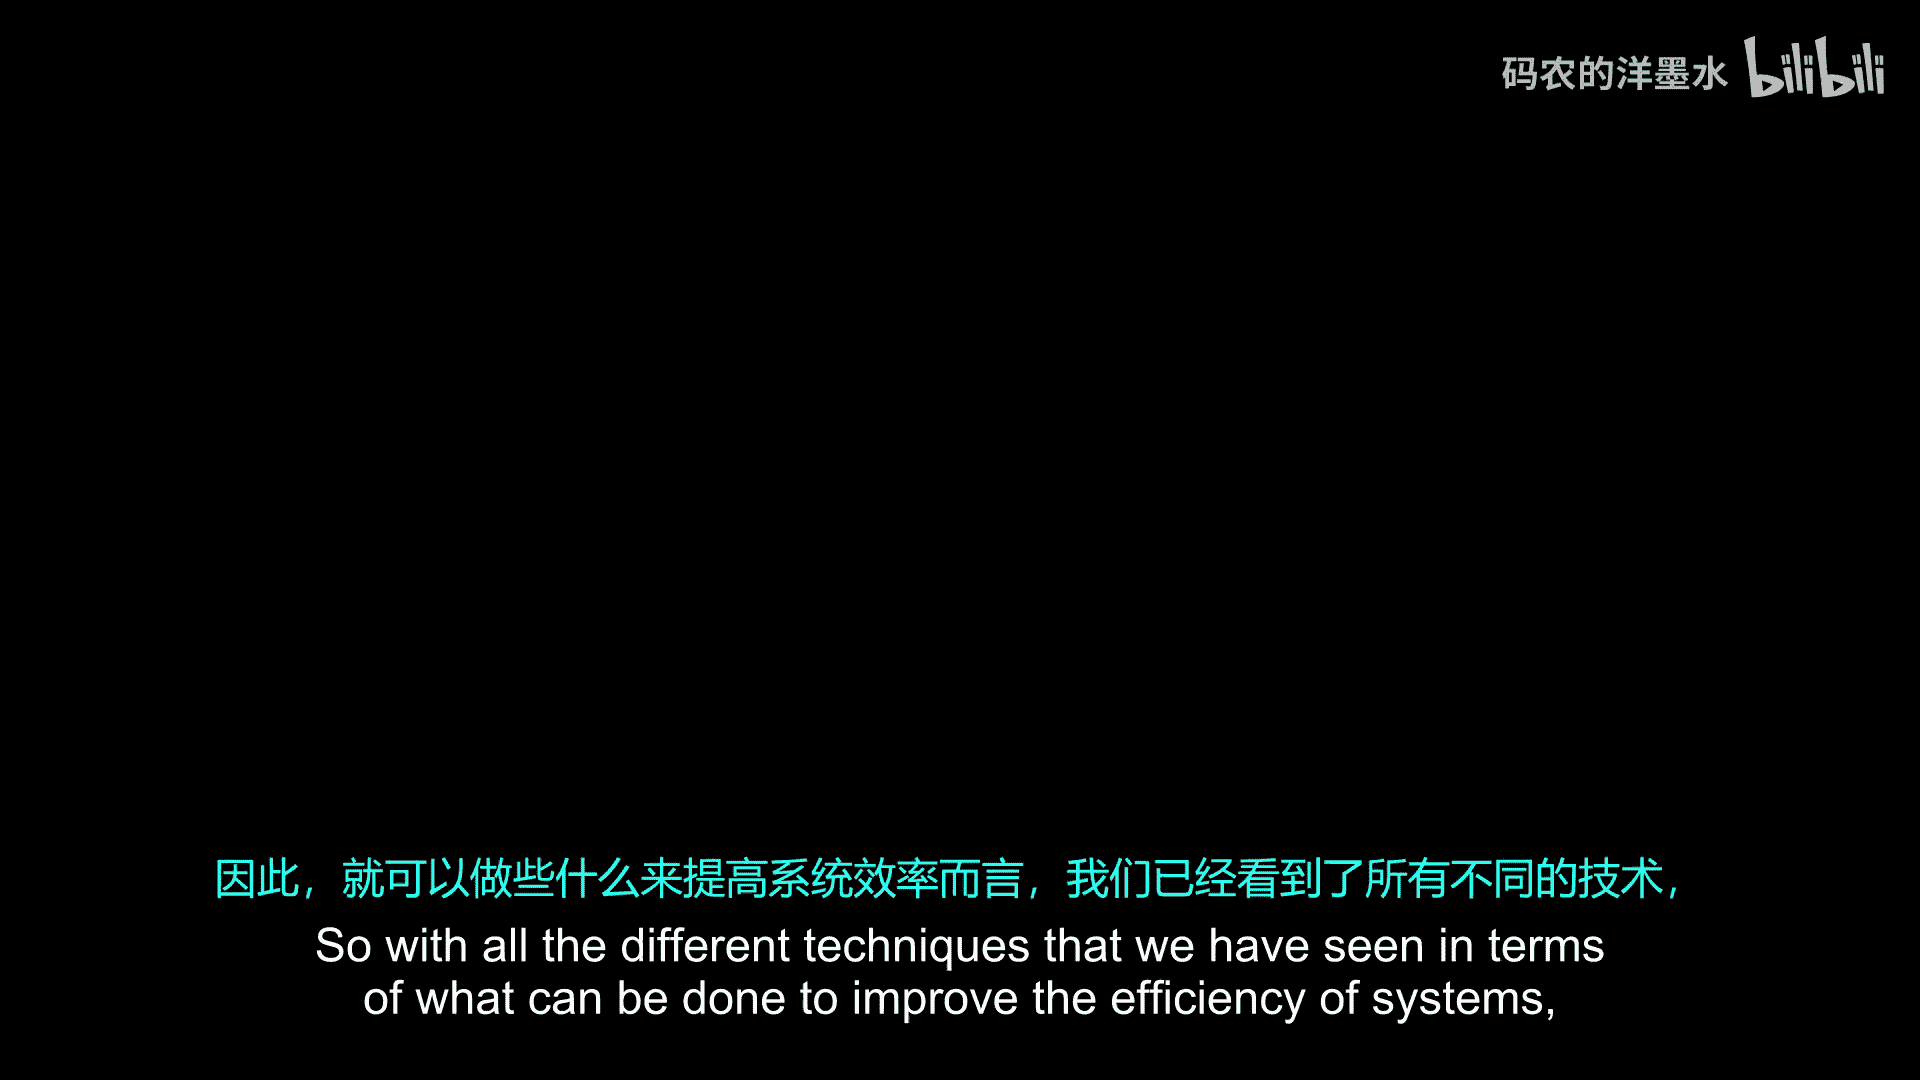 码农的洋墨水 bilibili
因此，就可以做些什么来提高系统效率而言，我们已经看到了所有不同的技术，
So with all the different techniques that we have seen in terms
of what can be done to improve the efficiency of systems,